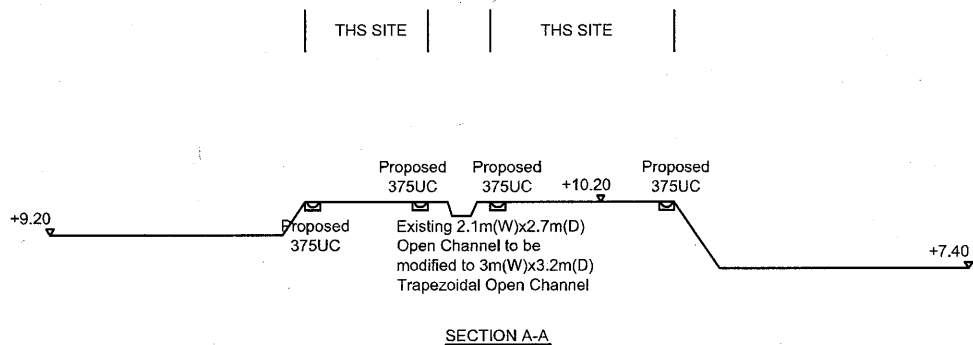 THS SITE
THS SITE
Proposed
375UC
Proposed
375UC
+10.20
Proposed
375UC
+9.20
Proposed
375UC
Existing 2.1m(W)x2.7m(D)
Open Channel to be
modified to 3m(W)x3.2m(D)
Trapezoidal Open Channel
+7.40
SECTION A-A